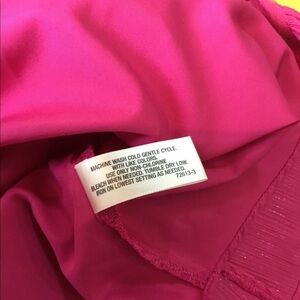 MACHINE WASH COLD GENTLE CYCLE.
WITH LIKE COLORS.
USE ONLY NON-CHLORINE
BLEACH WHEN NEEDED. TUMBLE DRY LOW.
IRON ON LOWEST SETTING AS NEEDED.
72613-3